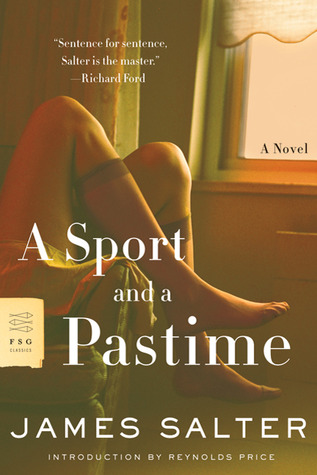 “Sentence for sentence,
Salter is the master.”
—Richard Ford
A Novel
A Sport
and a
Pastime
FSG
CLASSICS
JAMES SALTER
INTRODUCTION BY REYNOLDS PRICE